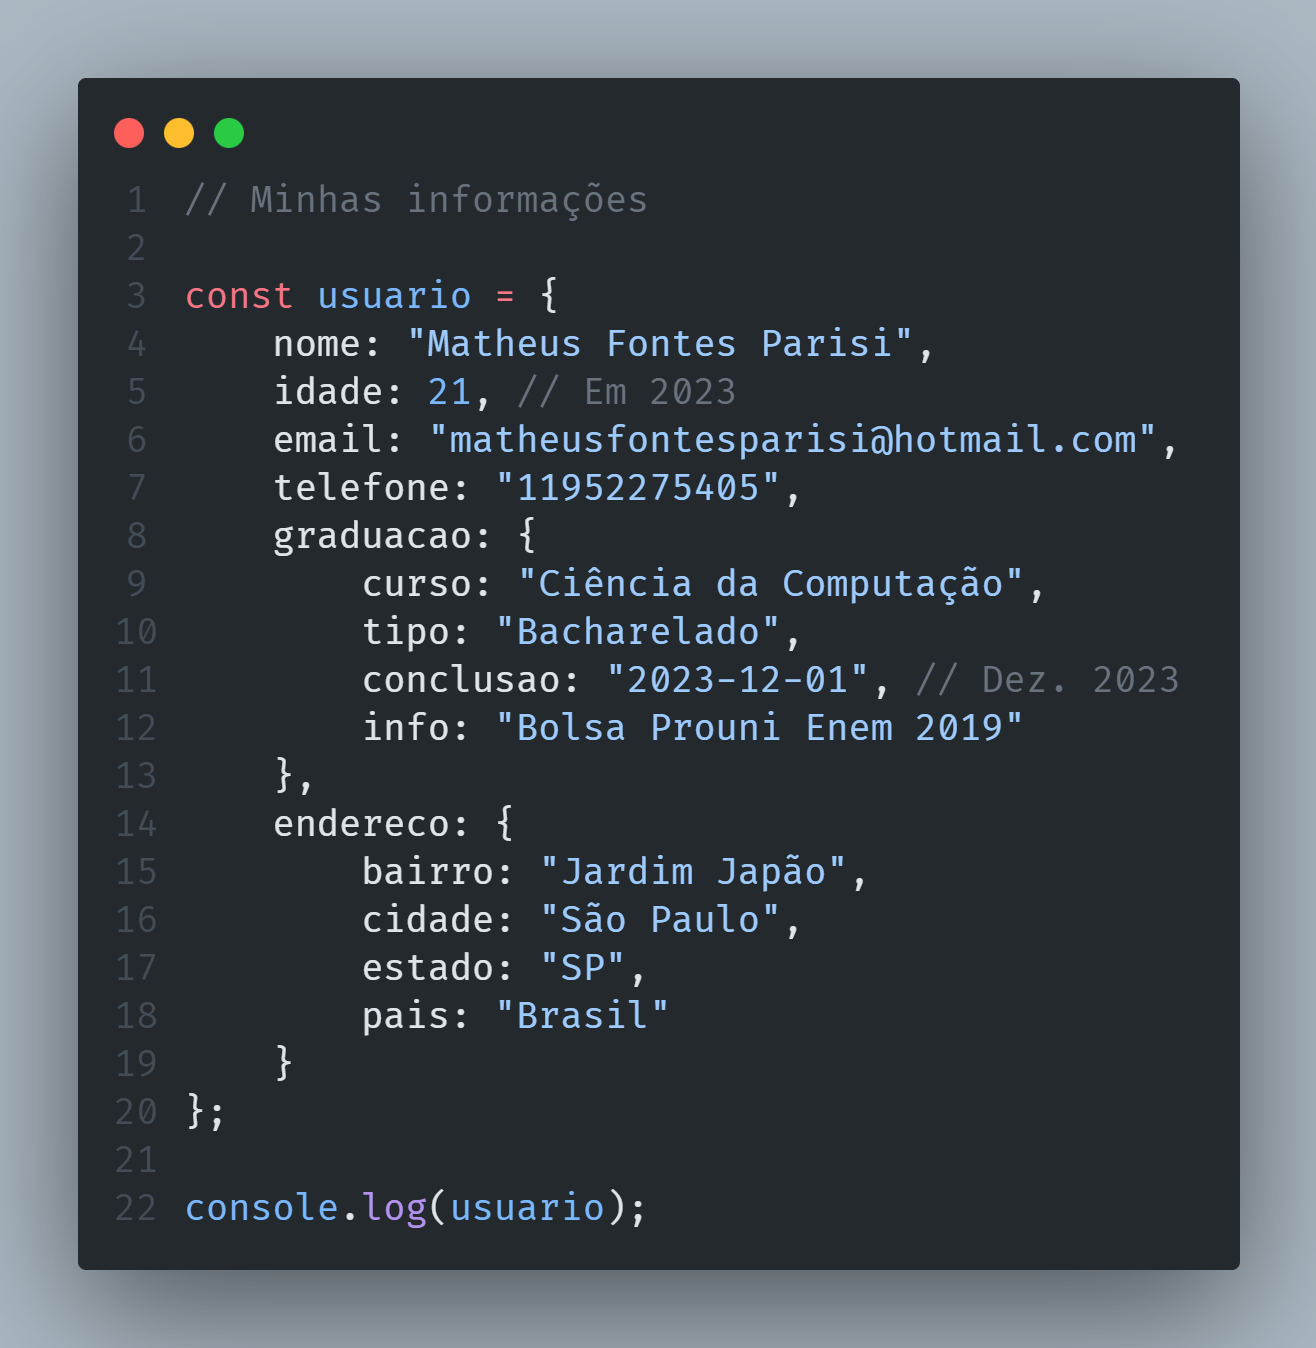 1 // Minhas informações
2
3 const usuario = {
4     nome: "Matheus Fontes Parisi",
5     idade: 21, // Em 2023
6     email: "matheusfontesparisi@hotmail.com",
7     telefone: "11952275405",
8     graduacao: {
9         curso: "Ciência da Computação",
10         tipo: "Bacharelado",
11         conclusao: "2023-12-01", // Dez. 2023
12         info: "Bolsa Prouni Enem 2019"
13     },
14     endereco: {
15         bairro: "Jardim Japão",
16         cidade: "São Paulo",
17         estado: "SP",
18         pais: "Brasil"
19     }
20 };
21
22 console.log(usuario);